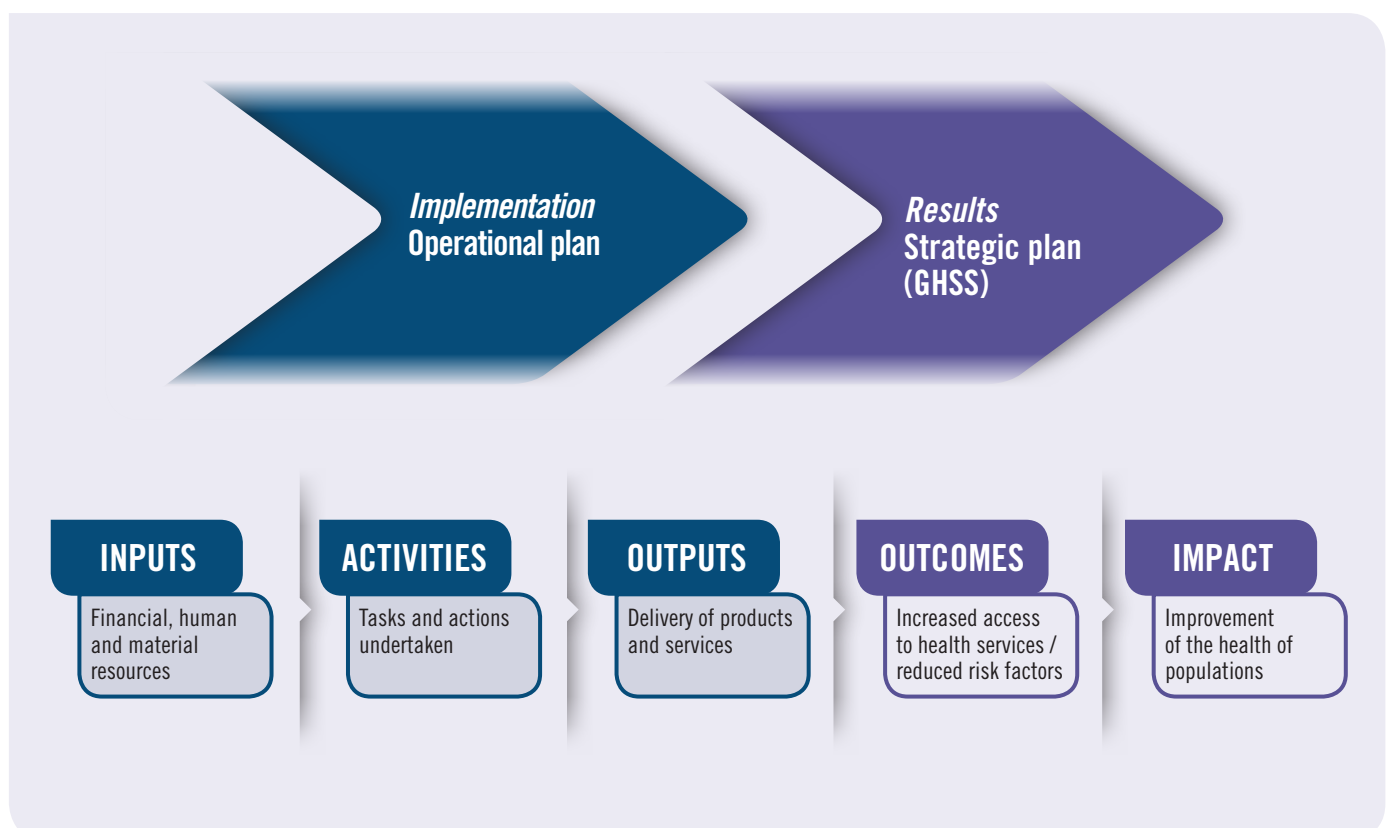 Implementation
Operational plan
Results
Strategic plan
(GHSS)
INPUTS
Financial, human
and material
resources
ACTIVITIES
Tasks and actions
undertaken
OUTPUTS
Delivery of products
and services
OUTCOMES
Increased access
to health services /
reduced risk factors
IMPACT
Improvement
of the health of
populations